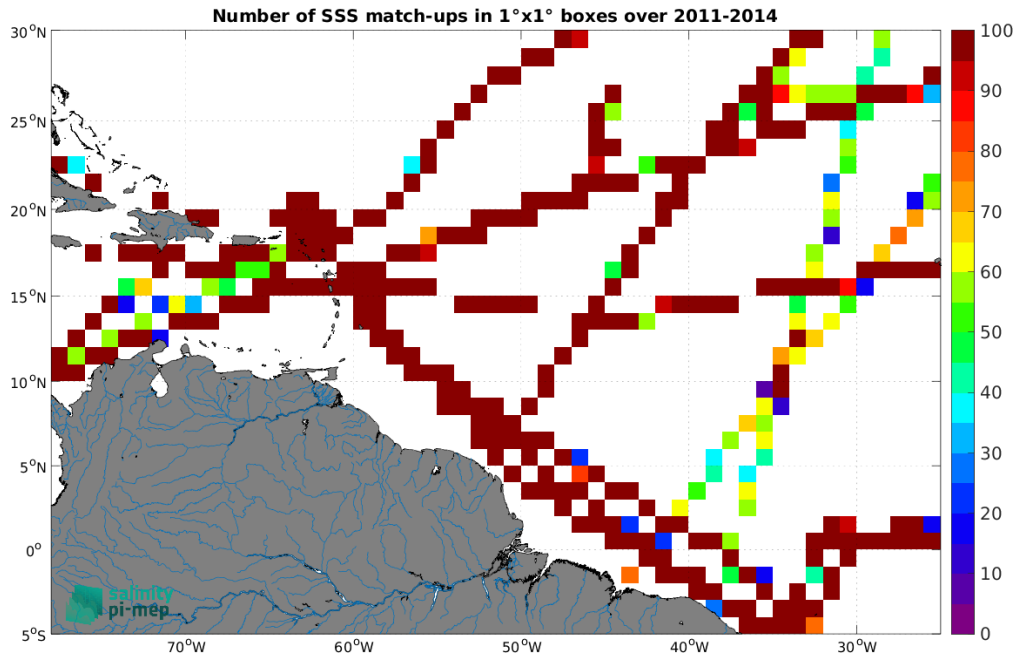 Number of SSS match-ups in 1°x1° boxes over 2011-2014
30°N
25°N
20°N
15°N
10°N
5°N
0°
5°S
70°W
60°W
50°W
40°W
30°W
100
90
80
70
60
50
40
30
20
10
0
salinity
pi-mep